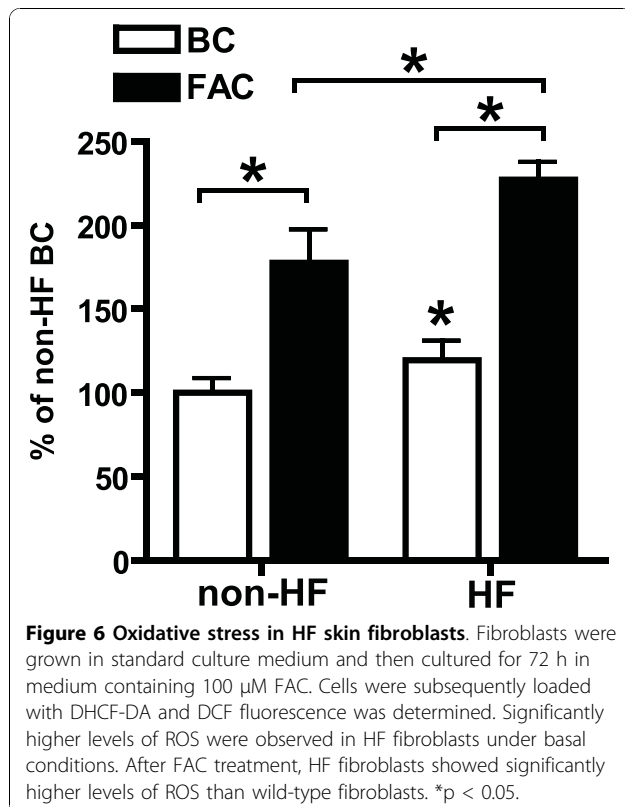 BC
FAC
*
*
250
*
200
150
*
100
50
0
% of non-HF BC
non-HF
HF
Figure 6 Oxidative stress in HF skin fibroblasts. Fibroblasts were
grown in standard culture medium and then cultured for 72 h in
medium containing 100 μM FAC. Cells were subsequently loaded
with DHCF-DA and DCF fluorescence was determined. Significantly
higher levels of ROS were observed in HF fibroblasts under basal
conditions. After FAC treatment, HF fibroblasts showed significantly
higher levels of ROS than wild-type fibroblasts. *p < 0.05.